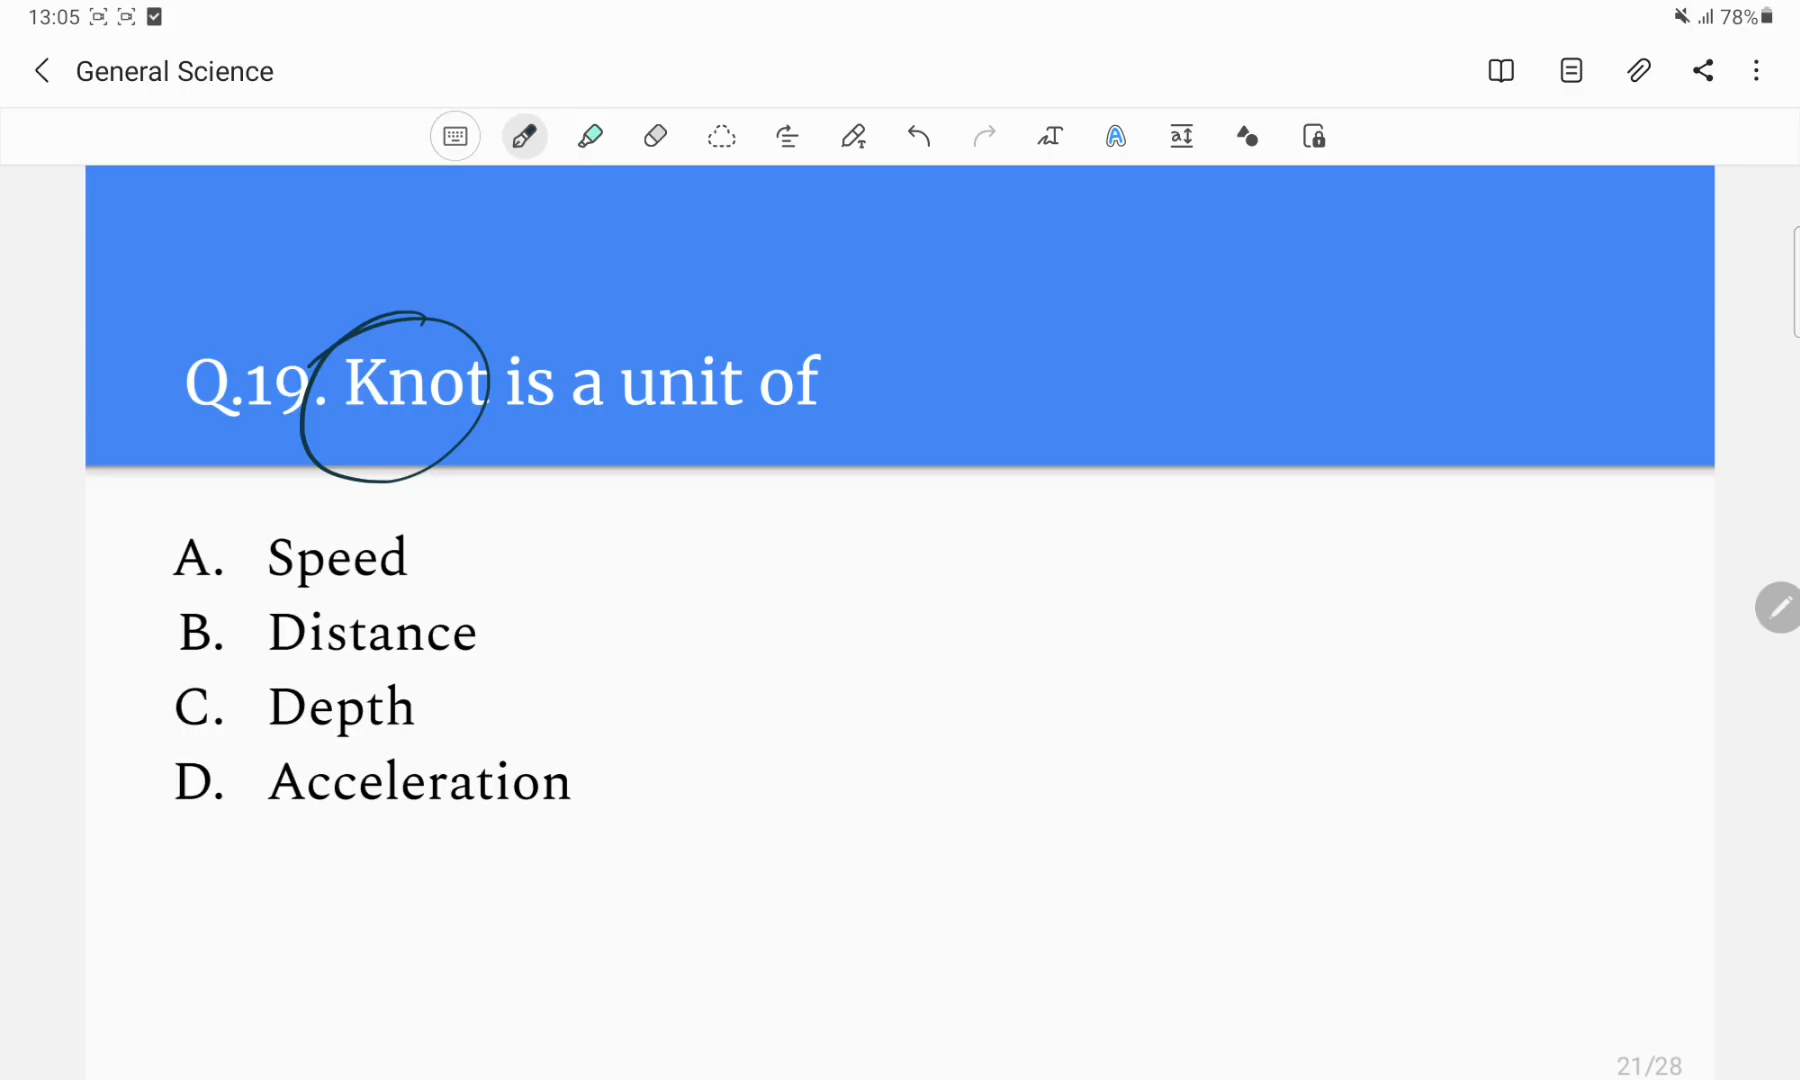 13:05
78%
General Science
Q.19. Knot is a unit of
A. Speed
B. Distance
C. Depth
D. Acceleration
21/28